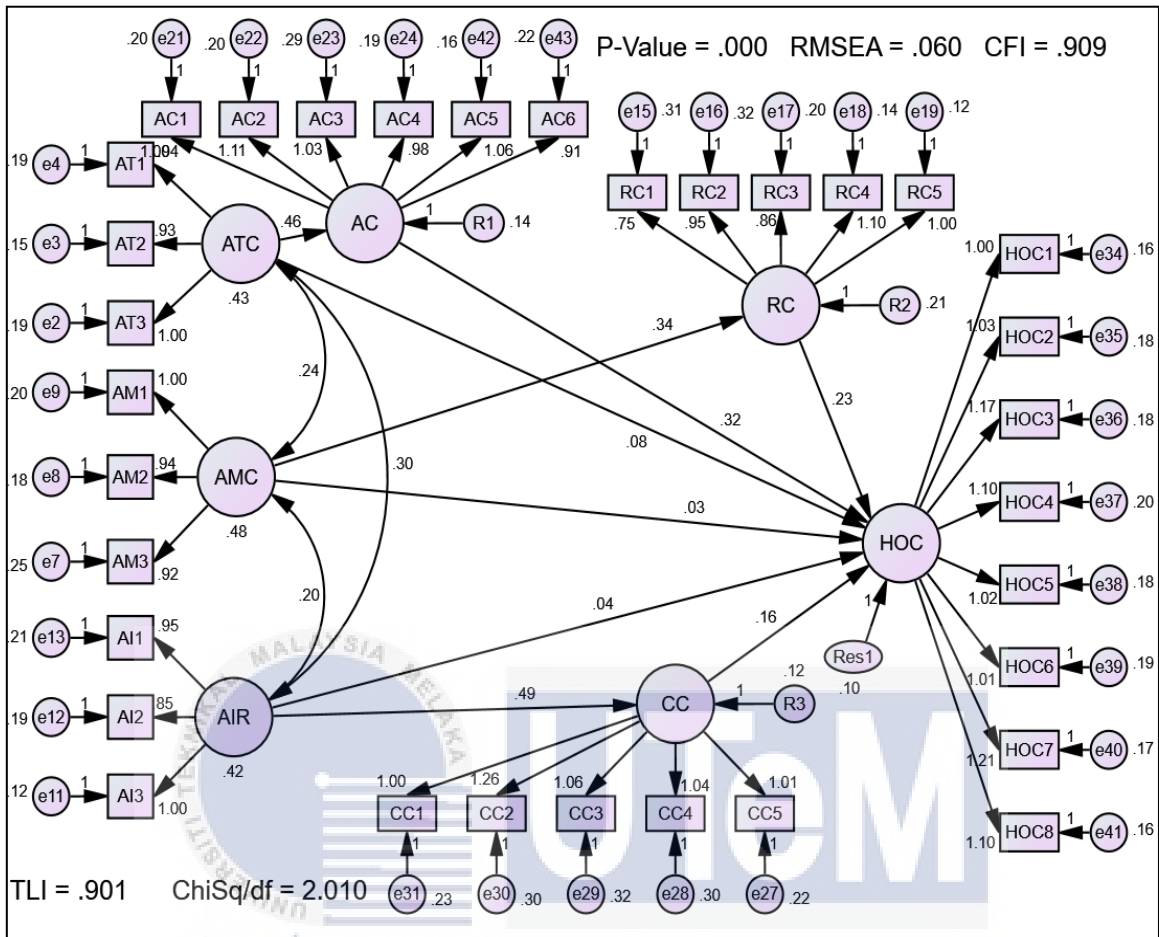 .20 e21 .20 e22 .29 e23 .19 e24 .16 e42 .22 e43
P-Value = .000 RMSEA = .060 CFI = .909
1 1 1 1 1 1
AC1 AC2 AC3 AC4 AC5 AC6
e15 .31 e16 .32 e17 .20 e18 .14 e19 .12
1 1 1 1 1
RC1 RC2 RC3 RC4 RC5
1.00 .94 1.11 1.03 .98 1.06 .91
.19 e4 1 AT1
.75 .95 .86 1.10 1.00
.15 e3 1 AT2 .93
ATC .46 AC 1 R1 .14
.43
.19 e2 1 AT3 1.00
RC 1 R2 .21
1.00 HOC1 1 e34 .16
1.03 HOC2 1 e35 .18
.34
.24
.20 e9 1 AM1 1.00
.23
.32
.08
1.17 HOC3 1 e36 .18
.30
.18 e8 1 AM2 .94
AMC
.48
.03
1.10 HOC4 1 e37 .20
.25 e7 1 AM3 .92
HOC
HOC5 1 e38 .18
1.02
.20
.04
.16
1
Res1
.10
.21 e13 1 AI1 .95
HOC6 1 e39 .19
1.01
.19 e12 1 AI2 .85
AIR
.42
.49
CC 1 R3 .12
HOC7 1 e40 .17
1.21
.12 e11 1 AI3 1.00
1.00 1.26 1.06 1.04 1.01
CC1 CC2 CC3 CC4 CC5
HOC8 1 e41 .16
1.10
1 1 1 1 1
TLI = .901 ChiSq/df = 2.010
e31 .23 e30 .30 e29 .32 e28 .30 e27 .22
UNIVERSITI TEKNIKAL MALAYSIA MELAKA
UTeM